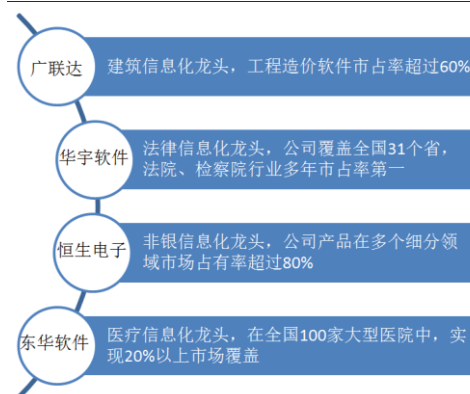 广联达
建筑信息化龙头，工程造价软件市占率超过60%
华宇软件
法律信息化龙头，公司覆盖全国31个省，
法院、检察院行业多年市占率第一
恒生电子
非银信息化龙头，公司产品在多个细分领
域市场占有率超过80%
东华软件
医疗信息化龙头，在全国100家大型医院中，实
现20%以上市场覆盖